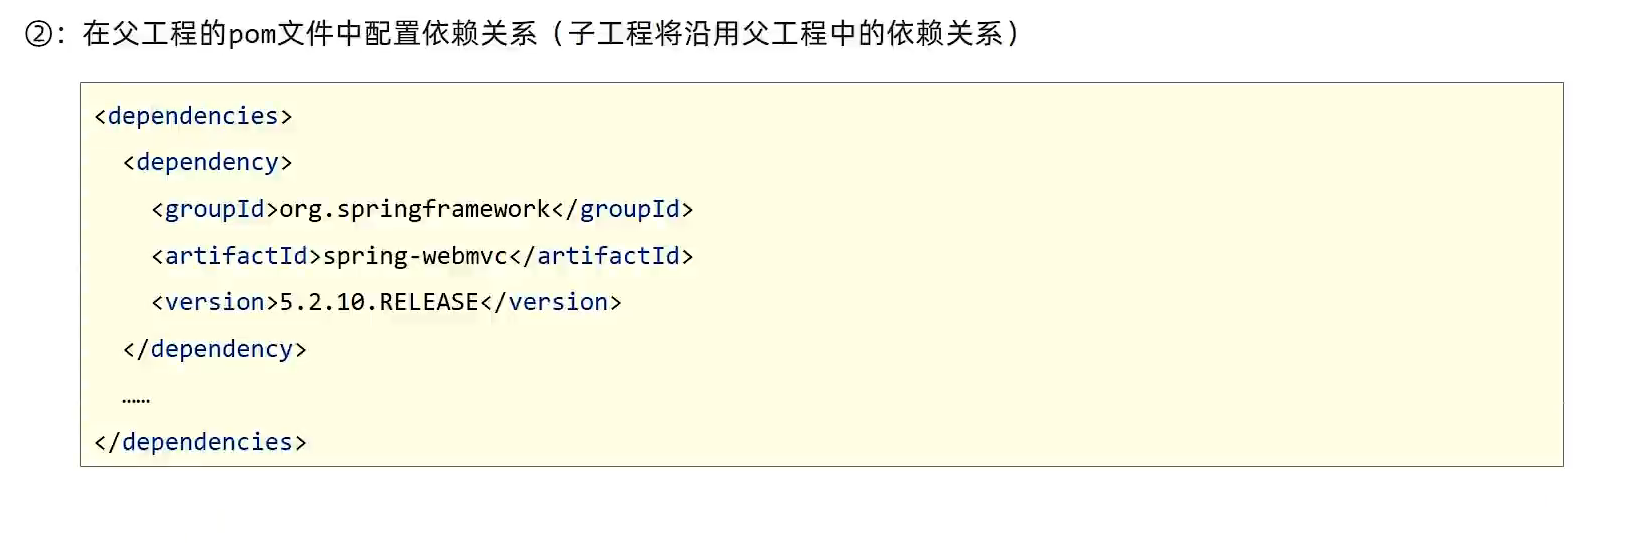 ②：在父工程的pom文件中配置依赖关系（子工程将沿用父工程中的依赖关系）
<dependencies>
<dependency>
<groupId>org.springframework</groupId>
<artifactId>spring-webmvc</artifactId>
<version>5.2.10.RELEASE</version>
</dependency>
……
</dependencies>